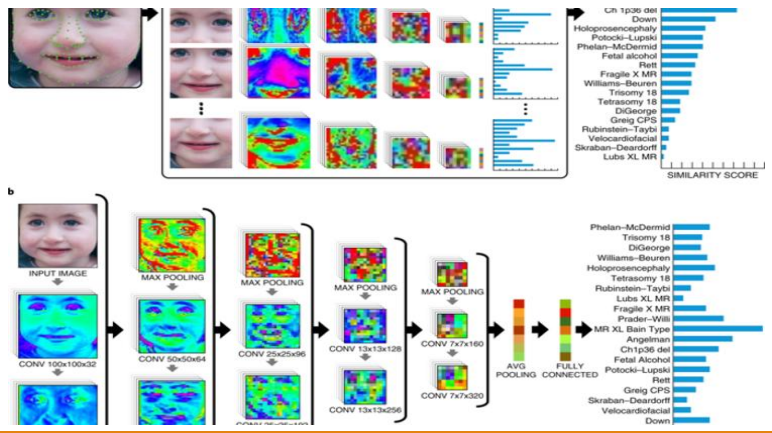 Ch 1p36 del
Down
Holoprosencephaly
Potocki–Lupski
Phelan–McDermid
Fetal alcohol
Rett
Fragile X MR
Williams–Beuren
Trisomy 18
Tetrasomy 18
DiGeorge
Greig CPS
Rubinstein–Taybi
Velocardiofacial
Skraban–Deardorff
Lubs XL MR
SIMILARITY SCORE
b
INPUT IMAGE
CONV 100x100x32
MAX POOLING
CONV 50x50x64
MAX POOLING
CONV 25x25x96
MAX POOLING
CONV 13x13x128
CONV 13x13x256
MAX POOLING
CONV 7x7x160
CONV 7x7x320
AVG
POOLING
FULLY
CONNECTED
Phelan–McDermid
Trisomy 18
DiGeorge
Williams–Beuren
Holoprosencephaly
Tetrasomy 18
Rubinstein–Taybi
Lubs XL MR
Fragile X MR
Prader–Willi
MR XL Bain Type
Angelman
Ch1p36 del
Fetal Alcohol
Potocki–Lupski
Rett
Greig CPS
Skraban–Deardorff
Velocardiofacial
Down